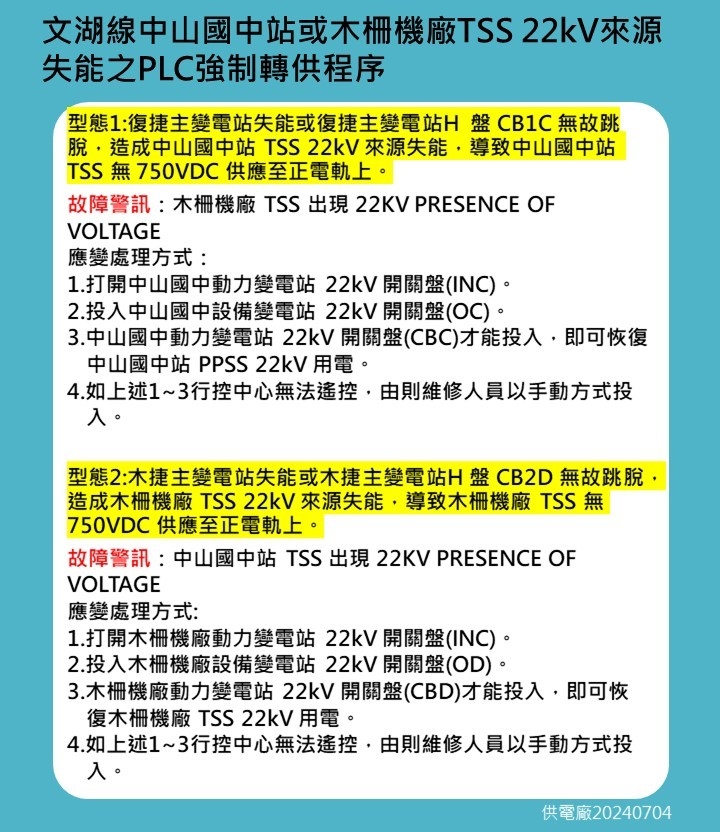 文湖線中山國中站或木柵機廠TSS 22kV來源
失能之PLC強制轉供程序
型態1:復捷主變電站失能或復捷主變電站H 盤 CB1C 無故跳
脫，造成中山國中站 TSS 22kV 來源失能，導致中山國中站
TSS 無 750VDC 供應至正電軌上。
故障警訊：木柵機廠 TSS 出現 22KV PRESENCE OF
VOLTAGE
應變處理方式：
1.打開中山國中動力變電站 22kV 開關盤(INC)。
2.投入中山國中設備變電站 22kV 開關盤(OC)。
3.中山國中動力變電站 22kV 開關盤(CBC)才能投入，即可恢復
中山國中站 PPSS 22kV 用電。
4.如上述1~3行控中心無法遙控，由則維修人員以手動方式投
入。
型態2:木捷主變電站失能或木捷主變電站H 盤 CB2D 無故跳脫，
造成木柵機廠 TSS 22kV 來源失能，導致木柵機廠 TSS 無
750VDC 供應至正電軌上。
故障警訊：中山國中站 TSS 出現 22KV PRESENCE OF
VOLTAGE
應變處理方式:
1.打開木柵機廠動力變電站 22kV 開關盤(INC)。
2.投入木柵機廠設備變電站 22kV 開關盤(OD)。
3.木柵機廠動力變電站 22kV 開關盤(CBD)才能投入，即可恢
復木柵機廠 TSS 22kV 用電。
4.如上述1~3行控中心無法遙控，由則維修人員以手動方式投
入。
供電廠20240704